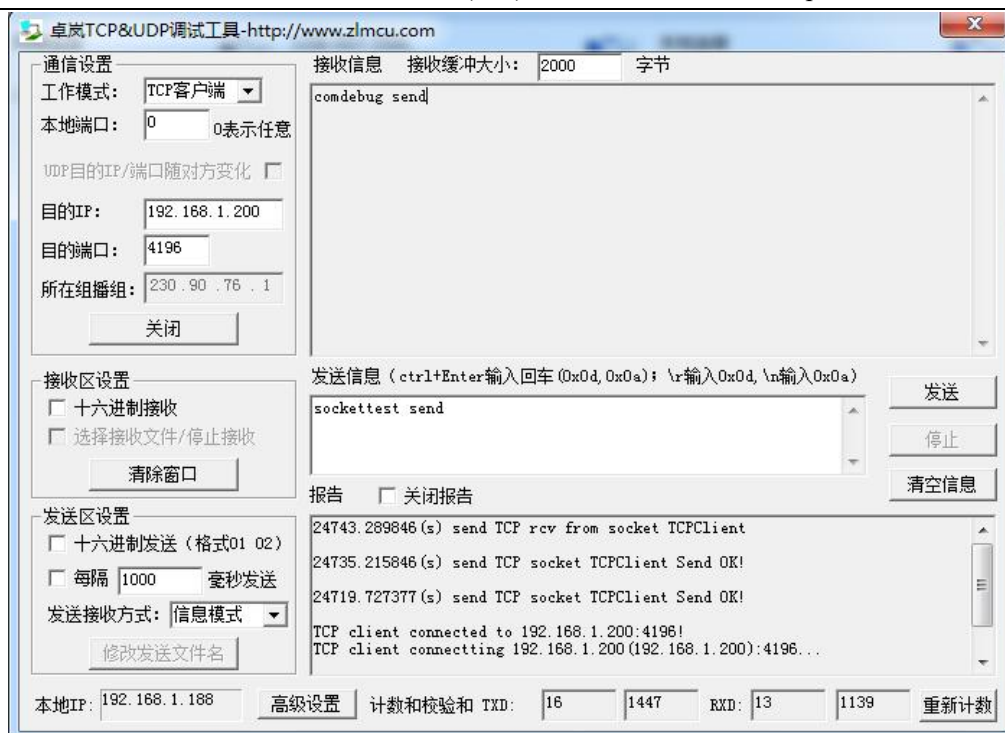 卓岚TCP&UDP调试工具-http://www.zlmcu.com
通信设置
工作模式： TCP客户端
本地端口： 0 0表示任意
UDP目的IP/端口随对方变化
目的IP： 192.168.1.200
目的端口： 4196
所在组播组： 230 .90 .76 . 1
关闭
接收信息 接收缓冲大小： 2000 字节
comdebug send
接收区设置
十六进制接收
选择接收文件/停止接收
清除窗口
发送信息（ctrl+Enter输入回车(0x0d,0x0a)；\r输入0x0d,\n输入0x0a）
sockettest send
发送
停止
清空信息
发送区设置
十六进制发送（格式01 02）
每隔 1000 毫秒发送
发送接收方式： 信息模式
修改发送文件名
报告 关闭报告
24743.289846(s) send TCP rcv from socket TCPClient
24735.215846(s) send TCP socket TCPClient Send OK!
24719.727377(s) send TCP socket TCPClient Send OK!
TCP client connected to 192.168.1.200:4196!
TCP client connectting 192.168.1.200(192.168.1.200):4196...
本地IP: 192.168.1.188 高级设置 计数和校验和 TXD: 16 1447 RXD: 13 1139 重新计数